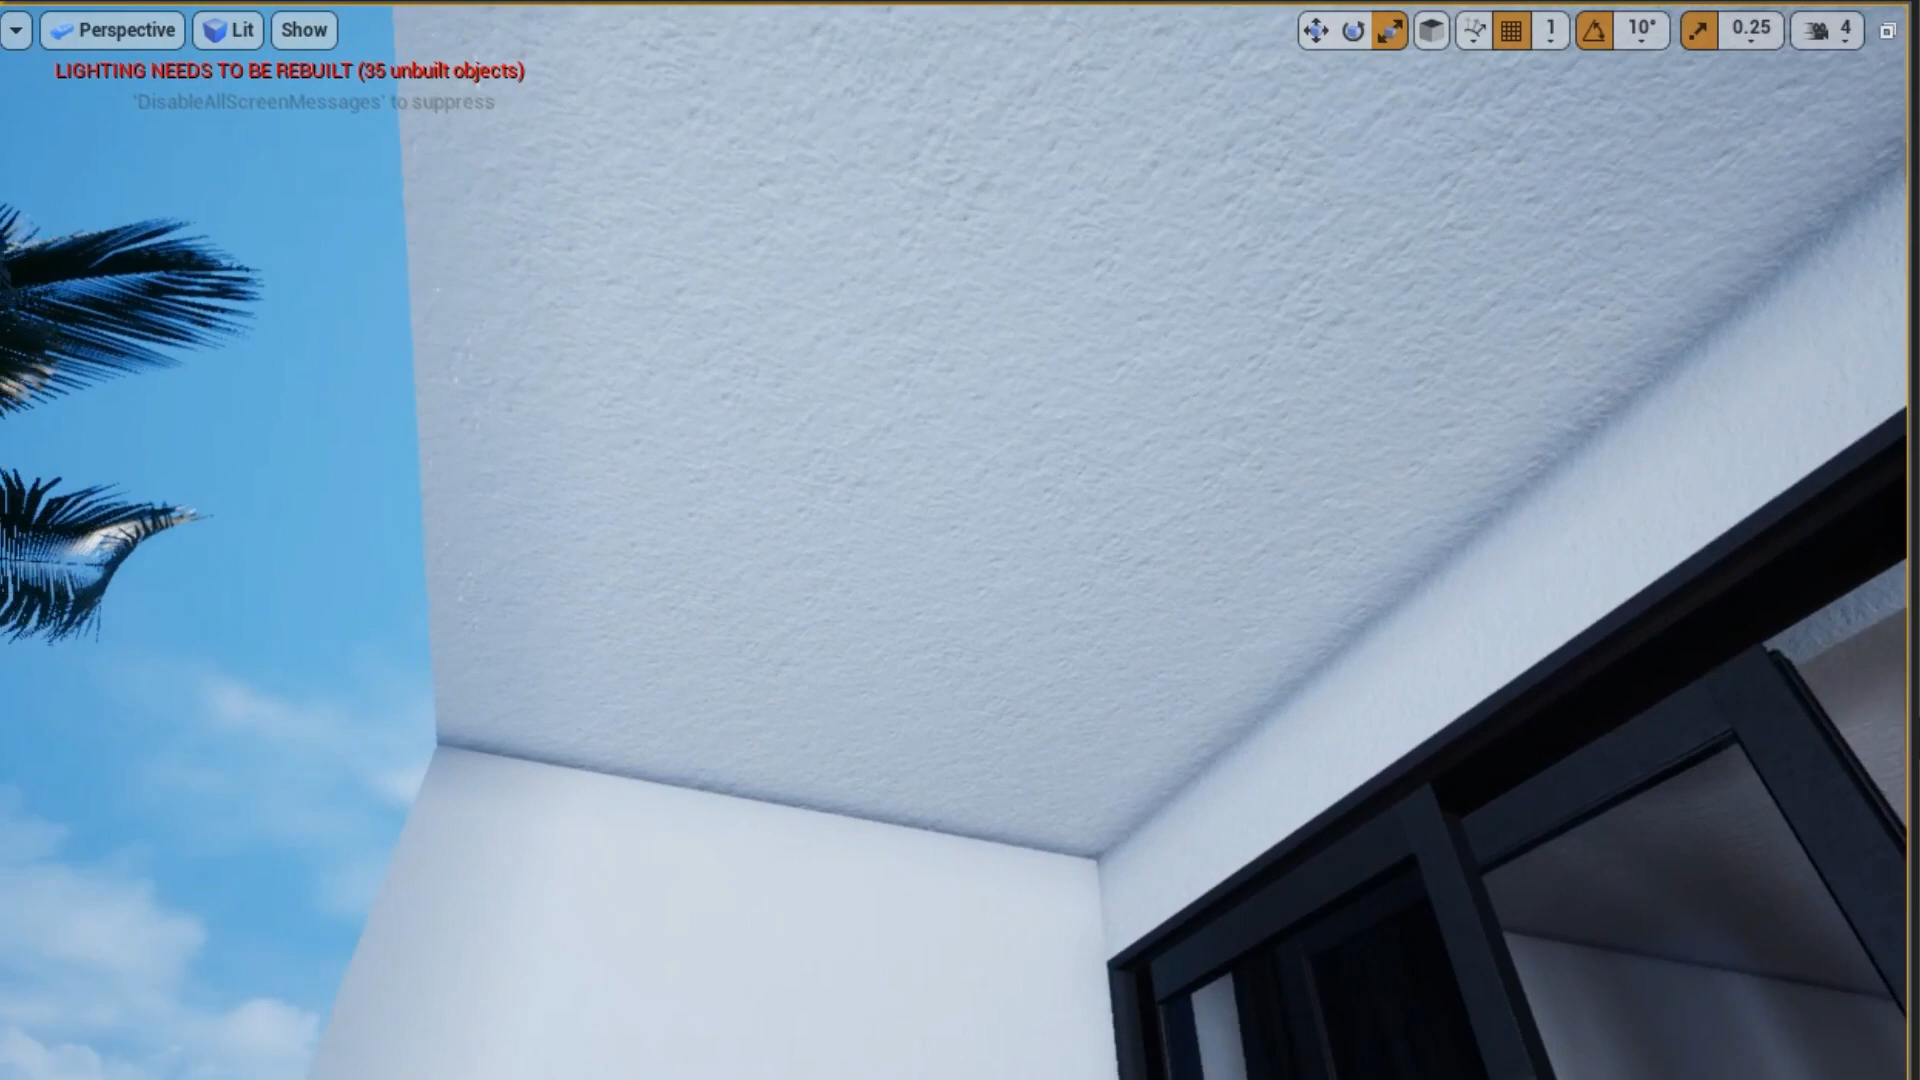 Perspective Lit Show 1 10° 0.25 4
LIGHTING NEEDS TO BE REBUILT (35 unbuilt objects)
'DisableAllScreenMessages' to suppress